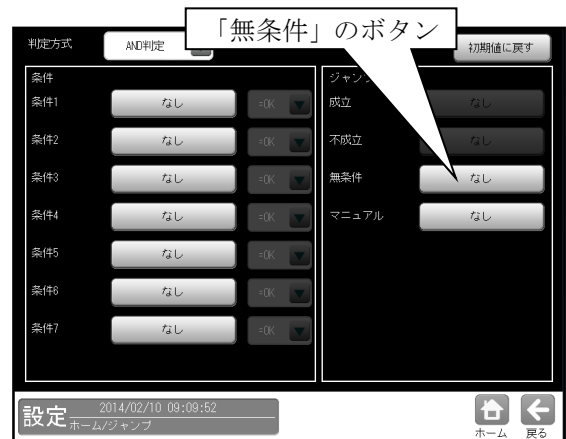 「無条件」のボタン
判定方式 AND判定 初期値に戻す
条件
条件1 なし =OK
条件2 なし =OK
条件3 なし =OK
条件4 なし =OK
条件5 なし =OK
条件6 なし =OK
条件7 なし =OK
ジャン
成立 なし
不成立 なし
無条件 なし
マニュアル なし
設定 2014/02/10 09:09:52
ホーム/ジャンプ
ホーム 戻る